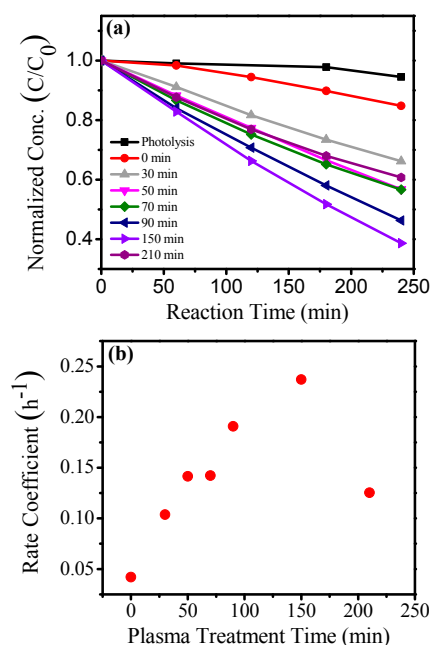 (a)
Normalized Conc. (C/C₀)
1.0
0.8
0.6
0.4
Photolysis
0 min
30 min
50 min
70 min
90 min
150 min
210 min
0 50 100 150 200 250
Reaction Time (min)
(b)
Rate Coefficient (h⁻¹)
0.25
0.20
0.15
0.10
0.05
0 50 100 150 200 250
Plasma Treatment Time (min)